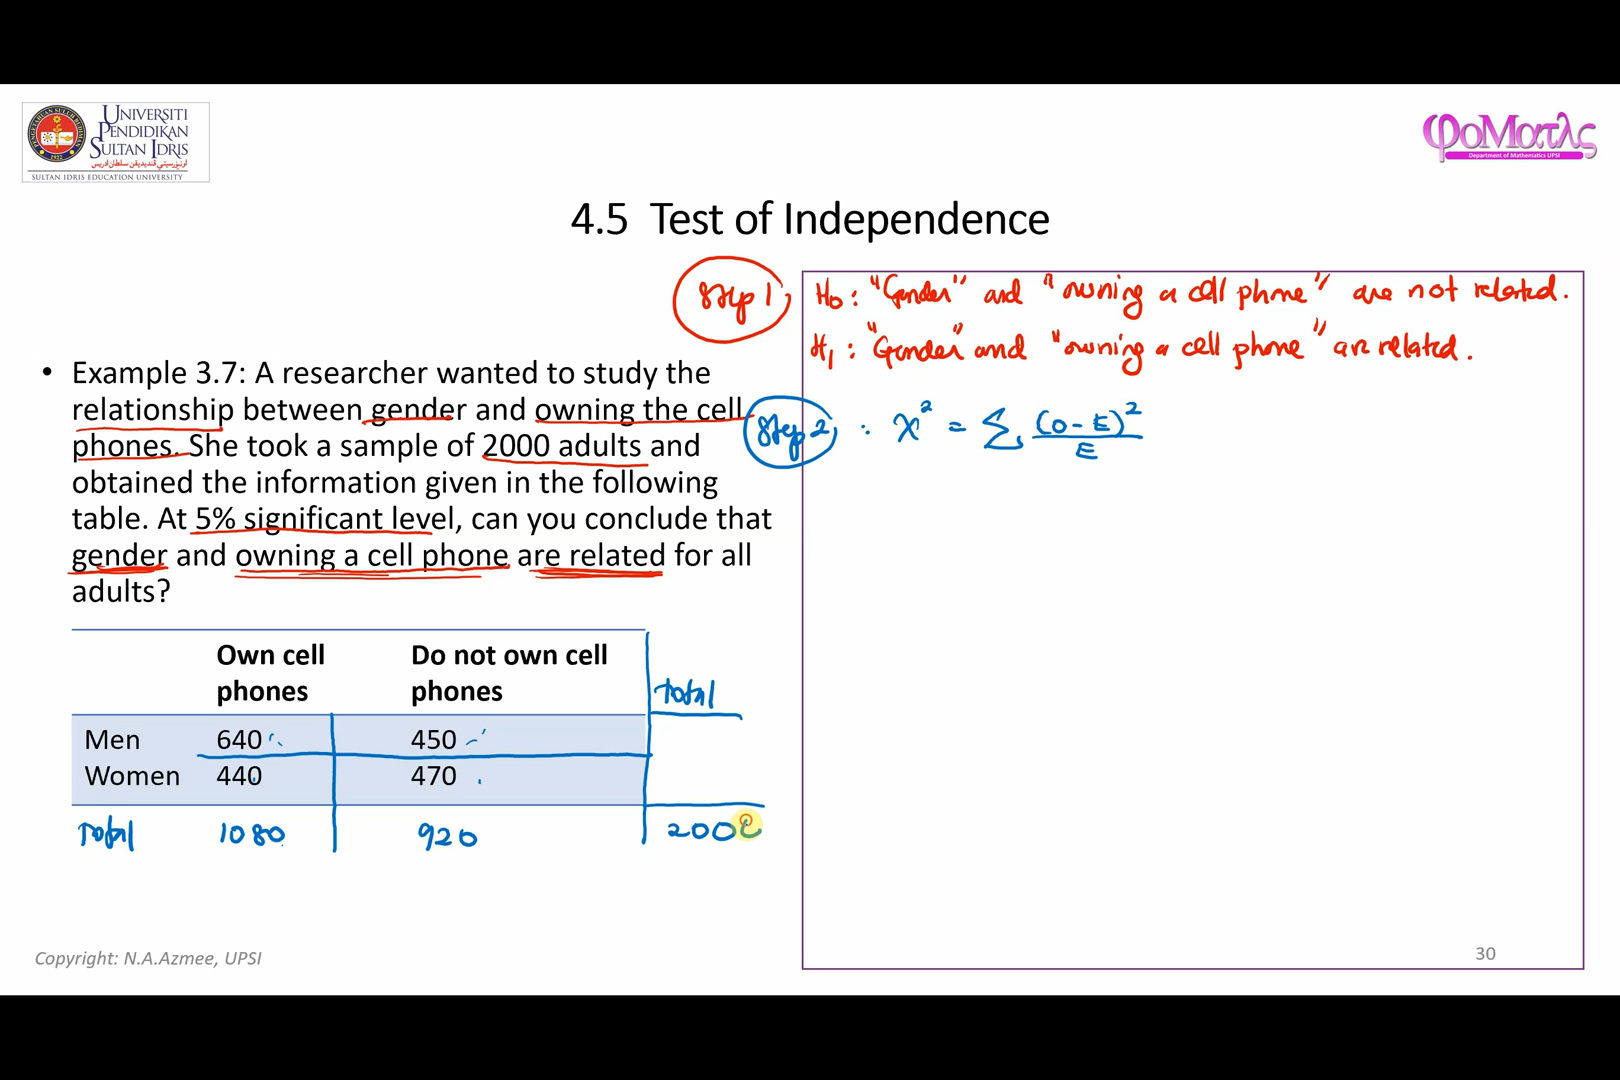 UNIVERSITI
PENDIDIKAN
SULTAN IDRIS
SULTAN IDRIS EDUCATION UNIVERSITY
φοΜατλς
Department of Mathematics UPSI
4.5 Test of Independence
Step 1
H₀ : "Gender" and "owning a cell phone" are not related.
H₁ : "Gender" and "owning a cell phone" are related.
• Example 3.7: A researcher wanted to study the
relationship between gender and owning the cell
phones. She took a sample of 2000 adults and
obtained the information given in the following
table. At 5% significant level, can you conclude that
gender and owning a cell phone are related for all
adults?
Step 2 : χ² = Σ (O - E)² / E
Own cell phones Do not own cell phones Total
Men 640 450
Women 440 470
Total 1080 920 2000
Copyright: N.A.Azmee, UPSI
30